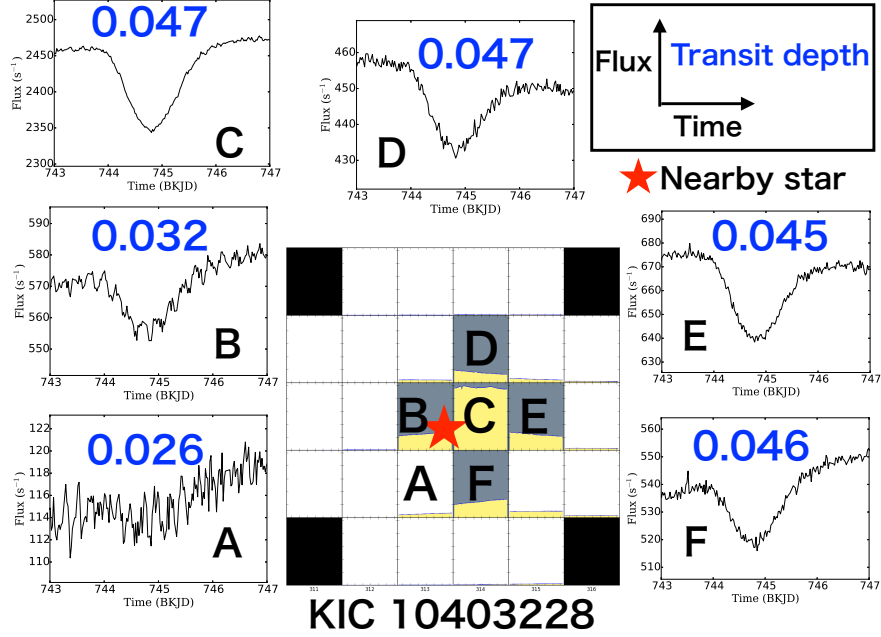 2500
2450
2400
2350
2300
Flux (s⁻¹)
0.047
C
743 744 745 746 747
Time (BKJD)
460
450
440
430
Flux (s⁻¹)
0.047
D
743 744 745 746 747
Time (BKJD)
Flux
Transit depth
Time
Nearby star
590
580
570
560
550
Flux (s⁻¹)
0.032
B
743 744 745 746 747
690
680
670
660
650
640
630
Flux (s⁻¹)
0.045
E
743 744 745 746 747
Time (BKJD)
D
B C E
A F
311 312 313 314 315 316
KIC 10403228
122
120
118
116
114
112
110
Flux (s⁻¹)
0.026
A
743 744 745 746 747
Time (BKJD)
560
550
540
530
520
510
Flux (s⁻¹)
0.046
F
743 744 745 746 747
Time (BKJD)